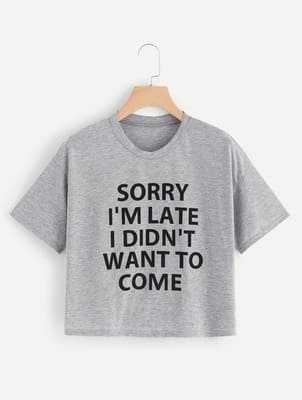 SORRY
I'M LATE
I DIDN'T
WANT TO
COME